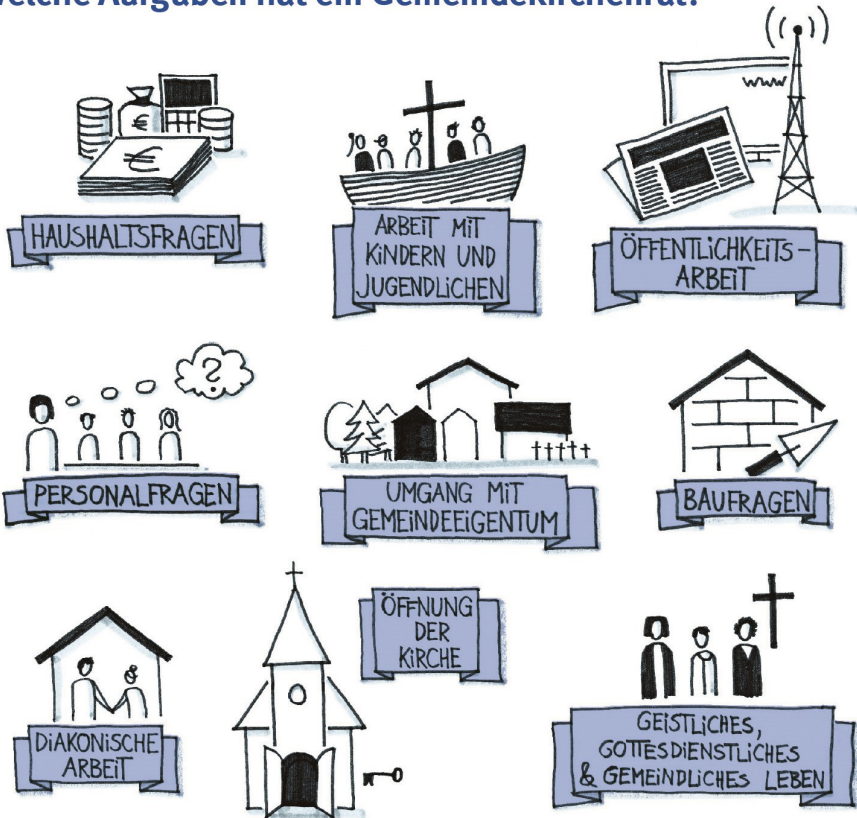 Welche Aufgaben hat ein Gemeindekirchenrat?
www
€
€
HAUSHALTSFRAGEN
ARBEIT MIT
KINDERN UND
JUGENDLICHEN
ÖFFENTLICHKEITS-
ARBEIT
?
PERSONALFRAGEN
UMGANG MIT
GEMEINDEEIGENTUM
BAUFRAGEN
DIAKONISCHE
ARBEIT
ÖFFNUNG
DER
KIRCHE
GEISTLICHES,
GOTTESDIENSTLICHES
& GEMEINDLICHES LEBEN